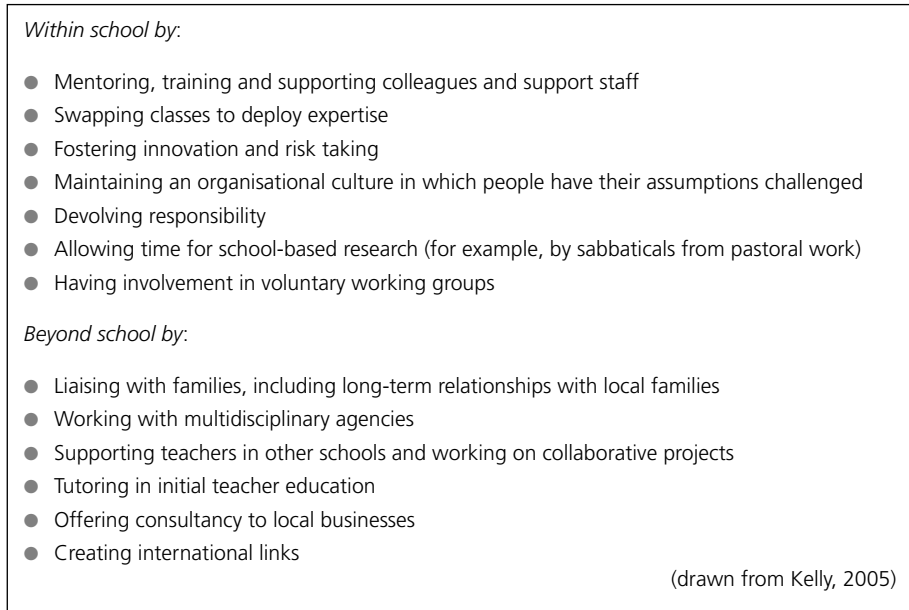 Within school by:
● Mentoring, training and supporting colleagues and support staff
● Swapping classes to deploy expertise
● Fostering innovation and risk taking
● Maintaining an organisational culture in which people have their assumptions challenged
● Devolving responsibility
● Allowing time for school-based research (for example, by sabbaticals from pastoral work)
● Having involvement in voluntary working groups
Beyond school by:
● Liaising with families, including long-term relationships with local families
● Working with multidisciplinary agencies
● Supporting teachers in other schools and working on collaborative projects
● Tutoring in initial teacher education
● Offering consultancy to local businesses
● Creating international links
(drawn from Kelly, 2005)